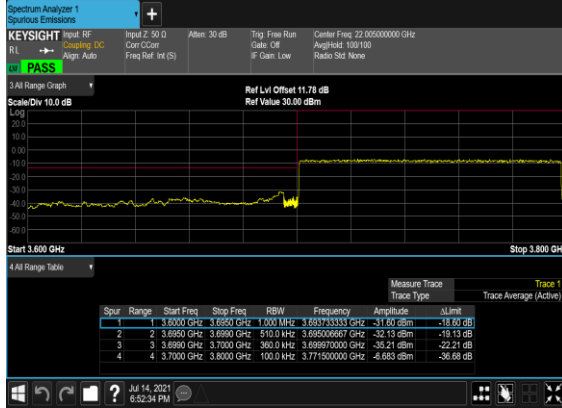 Spectrum Analyzer 1
Spurious Emissions
+
KEYSIGHT Input: RF Input Z: 50 Ω Atten: 30 dB Trig: Free Run Center Freq: 22.005000000 GHz
RL Coupling: DC Corr CCorr Gate: Off Avg|Hold: 100/100
Align: Auto Freq Ref: Int (S) IF Gain: Low Radio Std: None
PASS
3 All Range Graph Ref Lvl Offset 11.78 dB
Scale/Div 10.0 dB Ref Value 30.00 dBm
Log
20.0
10.0
0.00
-10.0
-20.0
-30.0
-40.0
-50.0
-60.0
Start 3.600 GHz Stop 3.800 GH
4 All Range Table
Measure Trace Trace 1
Trace Type Trace Average (Active)
Spur Range Start Freq Stop Freq RBW Frequency Amplitude ΔLimit
1 1 3.6000 GHz 3.6950 GHz 1.000 MHz 3.693733333 GHz -31.60 dBm -18.60 dB
2 2 3.6950 GHz 3.6990 GHz 510.0 kHz 3.695006667 GHz -32.13 dBm -19.13 dB
3 3 3.6990 GHz 3.7000 GHz 360.0 kHz 3.699970000 GHz -35.21 dBm -22.21 dB
4 4 3.7000 GHz 3.8000 GHz 100.0 kHz 3.771500000 GHz -6.683 dBm -36.68 dB
? Jul 14, 2021
6:52:34 PM